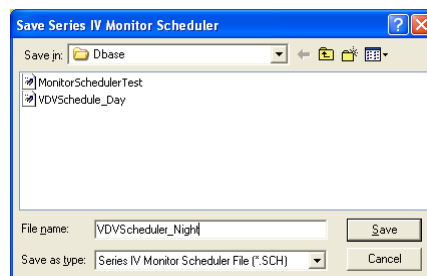 Save Series IV Monitor Scheduler
Save in: Dbase
MonitorSchedulerTest
VDVSchedule_Day
File name: VDVScheduler_Night Save
Save as type: Series IV Monitor Scheduler File (*.SCH) Cancel